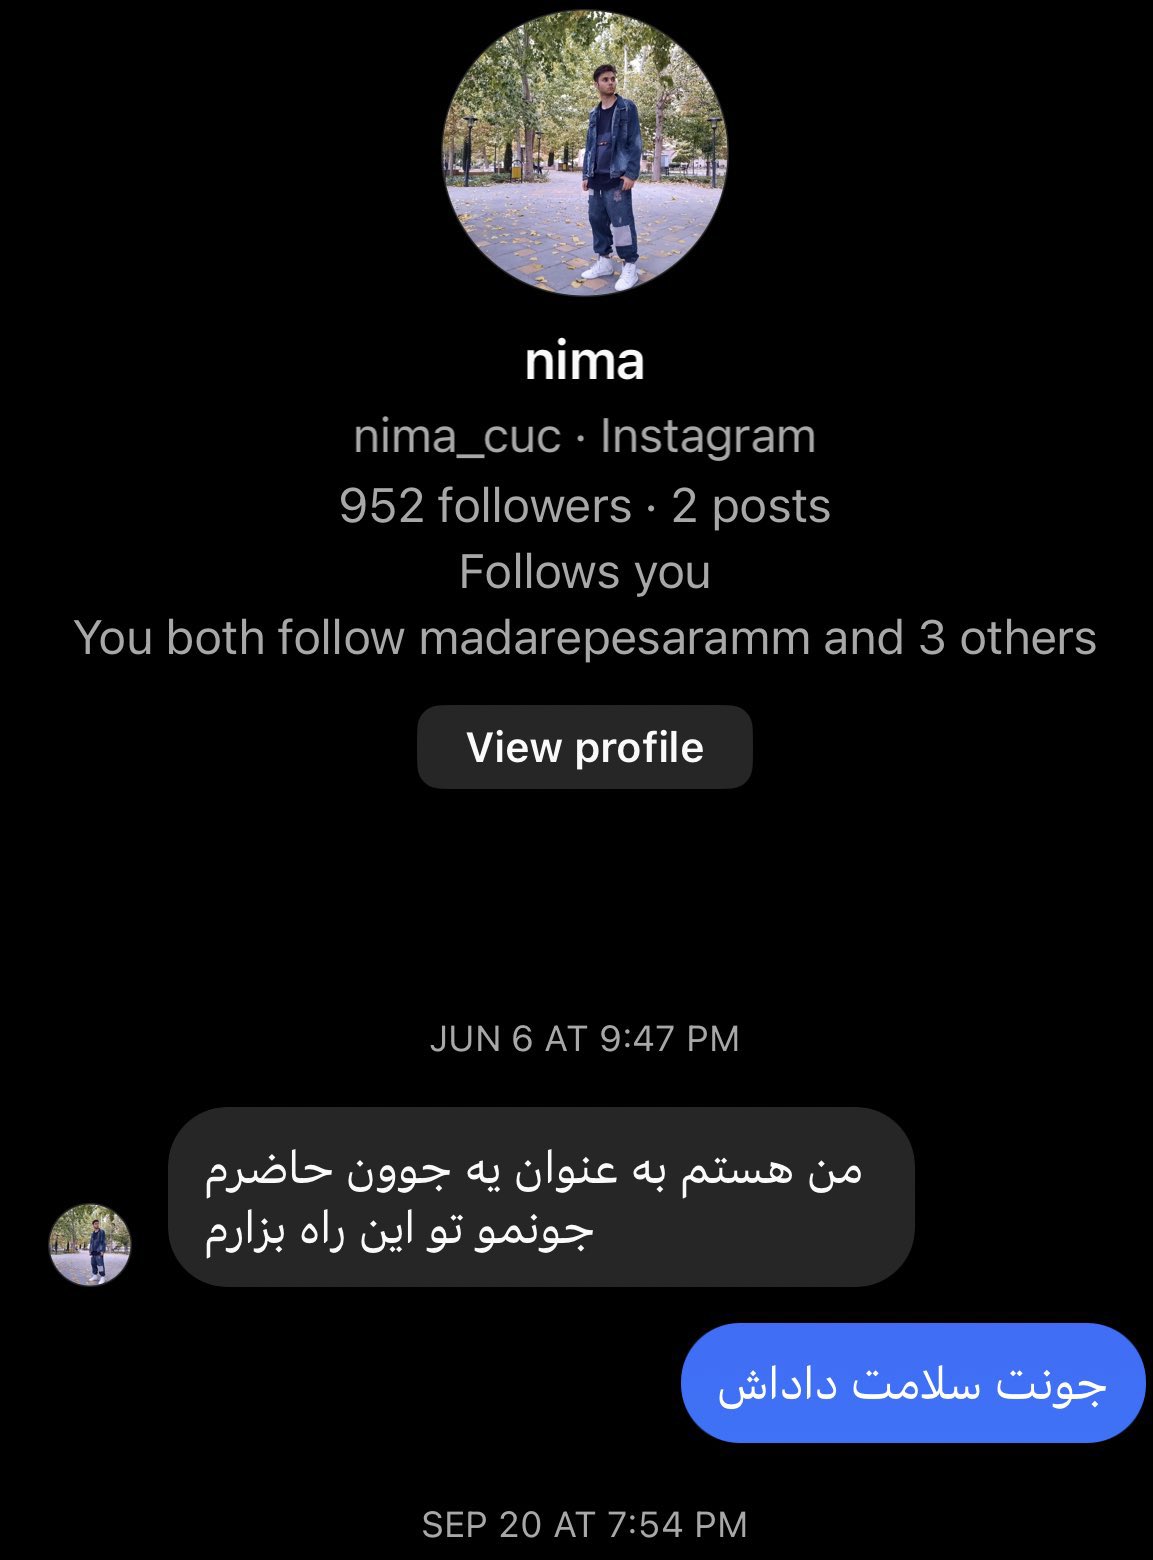 nima
nima_cuc · Instagram
952 followers · 2 posts
Follows you
You both follow madarepesaramm and 3 others
View profile
JUN 6 AT 9:47 PM
من هستم به عنوان یه جوون حاضرم
جونمو تو این راه بزارم
جونت سلامت داداش
SEP 20 AT 7:54 PM